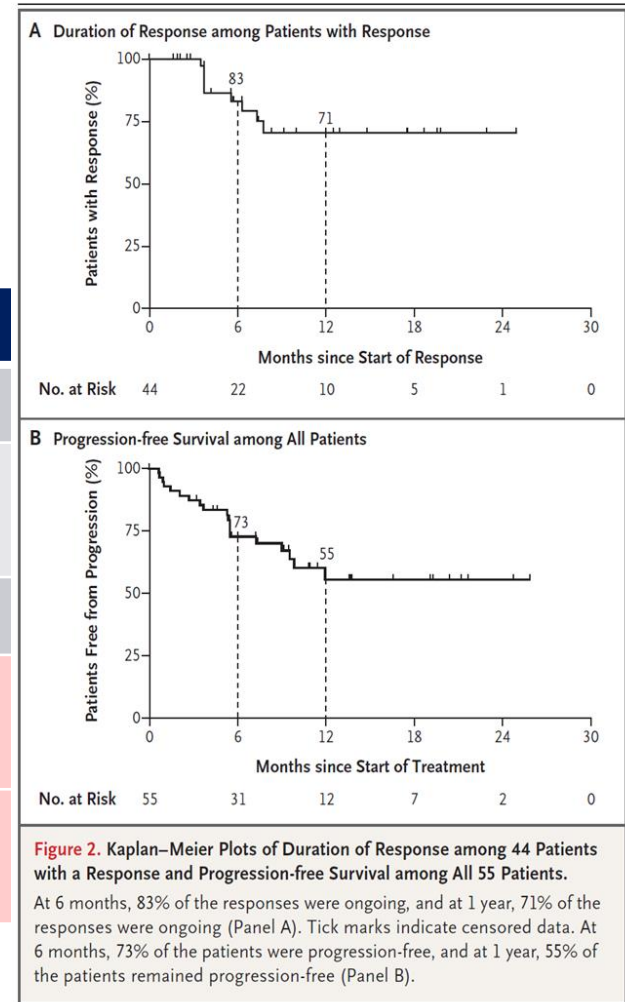 A Duration of Response among Patients with Response
100
75
50
25
0
Patients with Response (%)
83
71
0 6 12 18 24 30
Months since Start of Response
No. at Risk 44 22 10 5 1 0
B Progression-free Survival among All Patients
100
75
50
25
0
Patients Free from Progression (%)
73
55
0 6 12 18 24 30
Months since Start of Treatment
No. at Risk 55 31 12 7 2 0
Figure 2. Kaplan–Meier Plots of Duration of Response among 44 Patients
with a Response and Progression-free Survival among All 55 Patients.
At 6 months, 83% of the responses were ongoing, and at 1 year, 71% of the
responses were ongoing (Panel A). Tick marks indicate censored data. At
6 months, 73% of the patients were progression-free, and at 1 year, 55% of
the patients remained progression-free (Panel B).